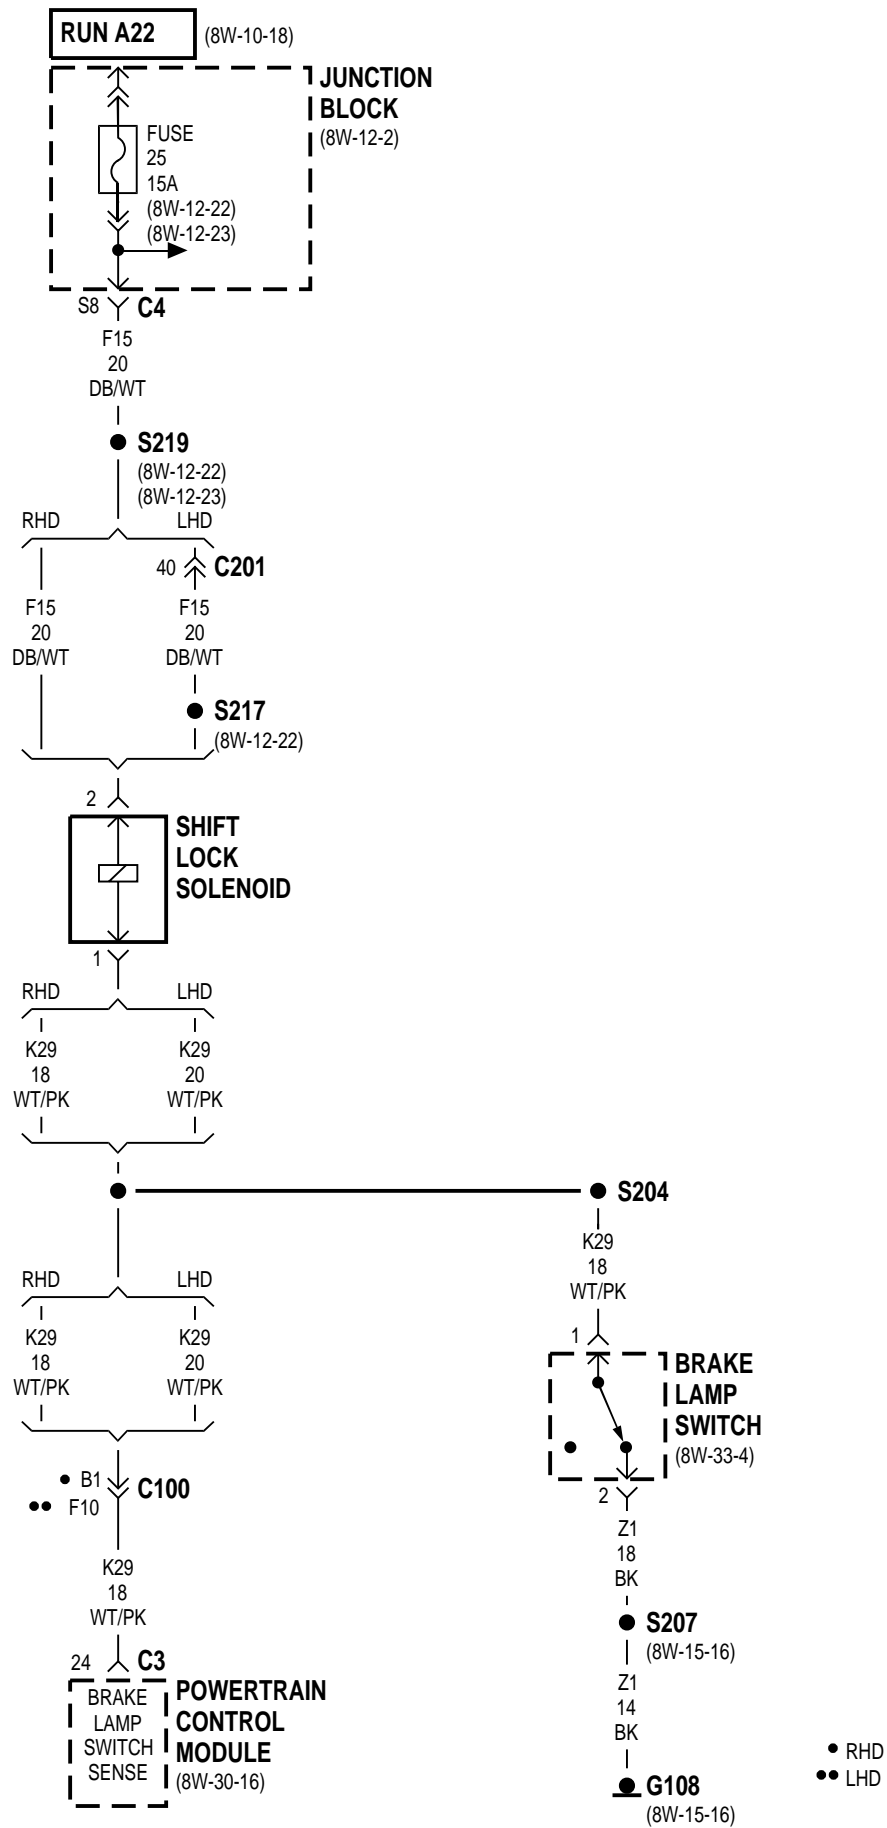 RUN A22 (8W-10-18)
JUNCTION
BLOCK
(8W-12-2)
FUSE
25
15A
(8W-12-22)
(8W-12-23)
S8 C4
F15
20
DB/WT
S219
(8W-12-22)
(8W-12-23)
RHD LHD
40 C201
F15 F15
20 20
DB/WT DB/WT
S217
(8W-12-22)
2
SHIFT
LOCK
SOLENOID
1
RHD LHD
K29 K29
18 20
WT/PK WT/PK
S204
K29
18
WT/PK
RHD LHD
K29 K29
18 20
WT/PK WT/PK
1
BRAKE
LAMP
SWITCH
(8W-33-4)
2
• B1 C100
•• F10
Z1
18
BK
K29
18
WT/PK
S207
(8W-15-16)
24 C3
BRAKE
LAMP
SWITCH
SENSE
POWERTRAIN
CONTROL
MODULE
(8W-30-16)
Z1
14
BK
G108
(8W-15-16)
• RHD
•• LHD